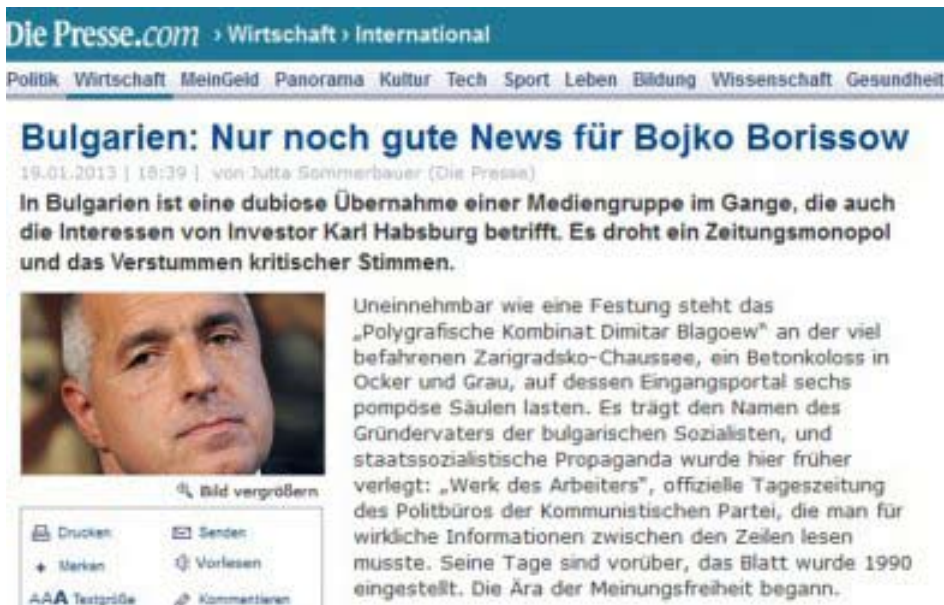 Die Presse.com › Wirtschaft › International
Politik Wirtschaft MeinGeld Panorama Kultur Tech Sport Leben Bildung Wissenschaft Gesundheit
Bulgarien: Nur noch gute News für Bojko Borissow
19.01.2013 | 18:39 | von Jutta Sommerbauer (Die Presse)
In Bulgarien ist eine dubiose Übernahme einer Mediengruppe im Gange, die auch
die Interessen von Investor Karl Habsburg betrifft. Es droht ein Zeitungsmonopol
und das Verstummen kritischer Stimmen.
Uneinnehmbar wie eine Festung steht das
„Polygrafische Kombinat Dimitar Blagoew“ an der viel
befahrenen Zarigradsko-Chaussee, ein Betonkoloss in
Ocker und Grau, auf dessen Eingangsportal sechs
pompöse Säulen lasten. Es trägt den Namen des
Gründervaters der bulgarischen Sozialisten, und
staatssozialistische Propaganda wurde hier früher
verlegt: „Werk des Arbeiters“, offizielle Tageszeitung
des Politbüros der Kommunistischen Partei, die man für
wirkliche Informationen zwischen den Zeilen lesen
musste. Seine Tage sind vorüber, das Blatt wurde 1990
eingestellt. Die Ära der Meinungsfreiheit begann.
Bild vergrößern
Drucken Senden
Merken Vorlesen
AAA Textgröße Kommentieren